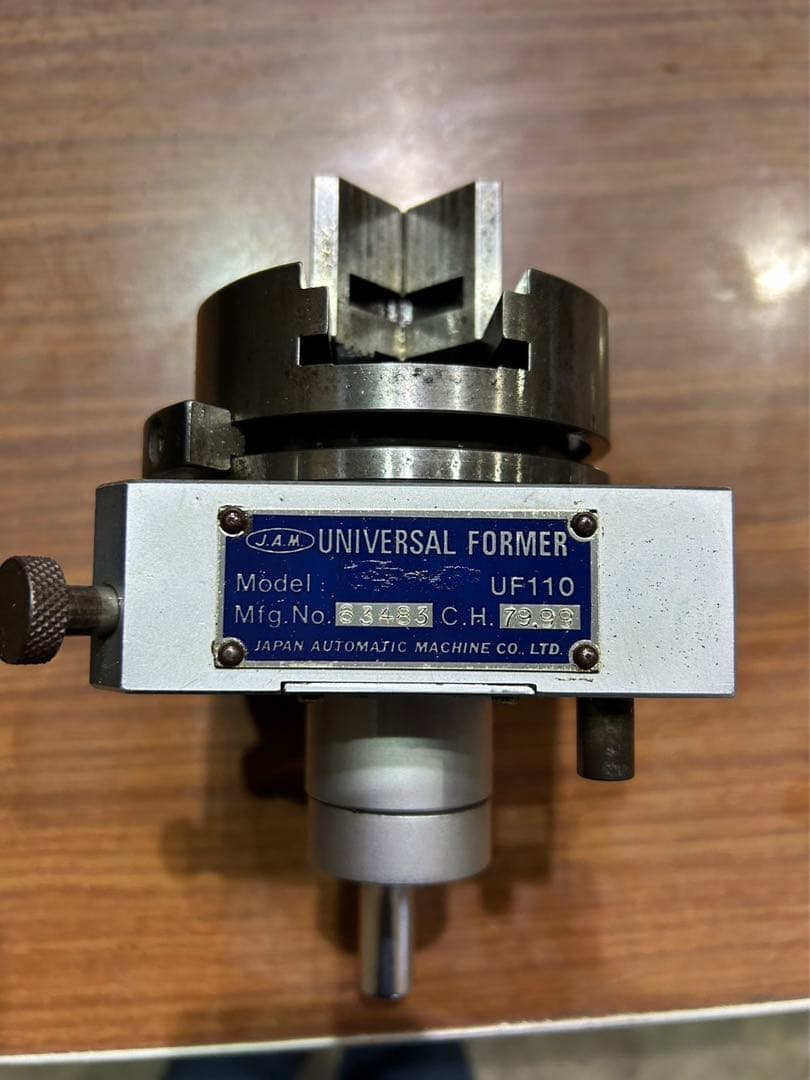 J.A.M. UNIVERSAL FORMER
Model : UF110
Mfg.No. 63483 C.H. 79.99
JAPAN AUTOMATIC MACHINE CO., LTD.